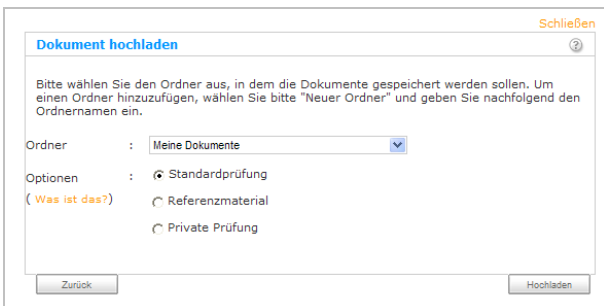 Schließen
Dokument hochladen
?
Bitte wählen Sie den Ordner aus, in dem die Dokumente gespeichert werden sollen. Um
einen Ordner hinzuzufügen, wählen Sie bitte "Neuer Ordner" und geben Sie nachfolgend den
Ordnernamen ein.
Ordner : Meine Dokumente
Optionen : Standardprüfung
( Was ist das?) Referenzmaterial
Private Prüfung
Zurück Hochladen